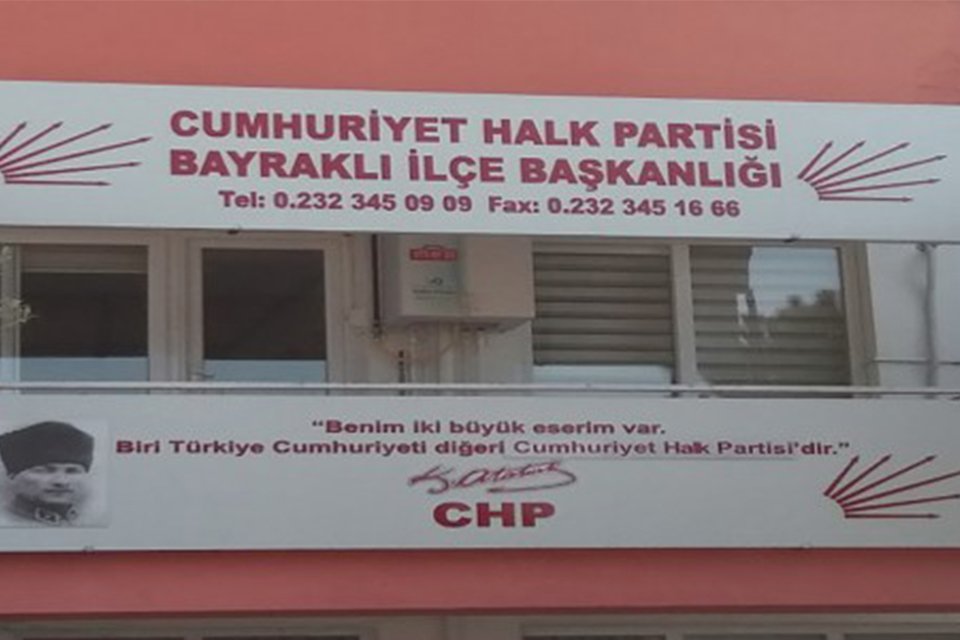 CUMHURİYET HALK PARTİSİ
BAYRAKLI İLÇE BAŞKANLIĞI
Tel: 0.232 345 09 09 Fax: 0.232 345 16 66
“Benim iki büyük eserim var.
Biri Türkiye Cumhuriyeti diğeri Cumhuriyet Halk Partisi'dir.”
K. Atatürk
CHP